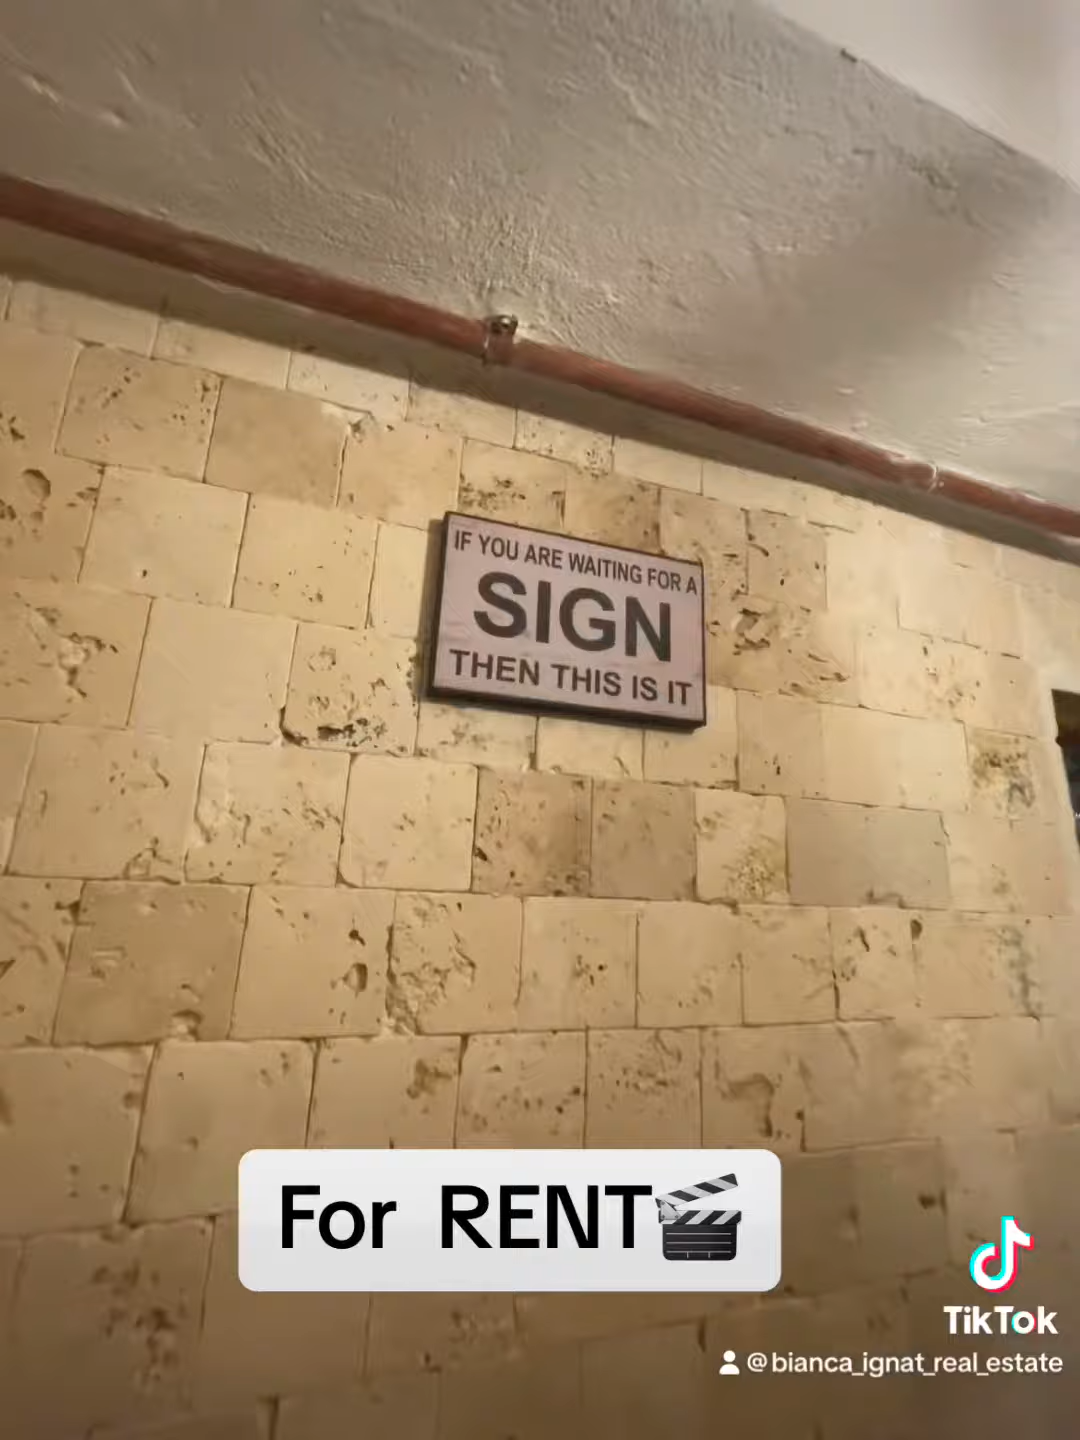 IF YOU ARE WAITING FOR A
SIGN
THEN THIS IS IT
For RENT🎬
TikTok
@bianca_ignat_real_estate